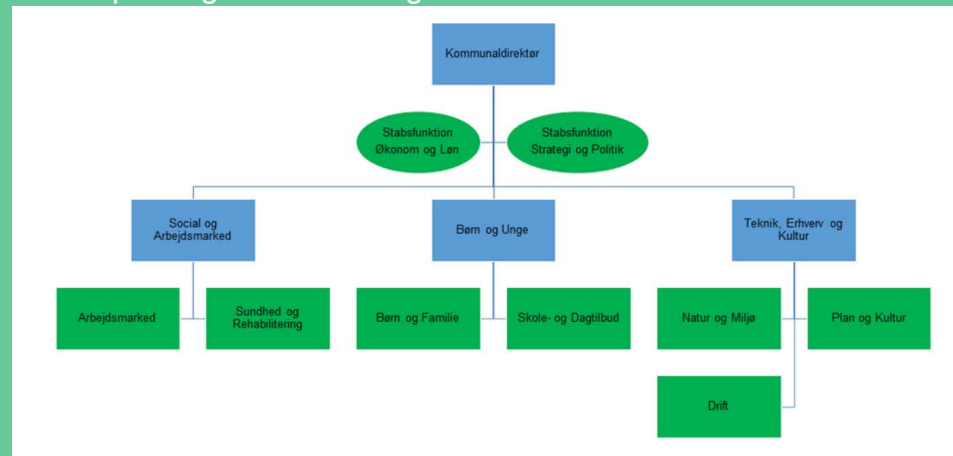 Kommunaldirektør
Stabsfunktion
Økonom og Løn
Stabsfunktion
Strategi og Politik
Social og
Arbejdsmarked
Børn og Unge
Teknik, Erhverv og
Kultur
Arbejdsmarked
Sundhed og
Rehabilitering
Børn og Familie
Skole- og Dagtilbud
Natur og Miljø
Plan og Kultur
Drift